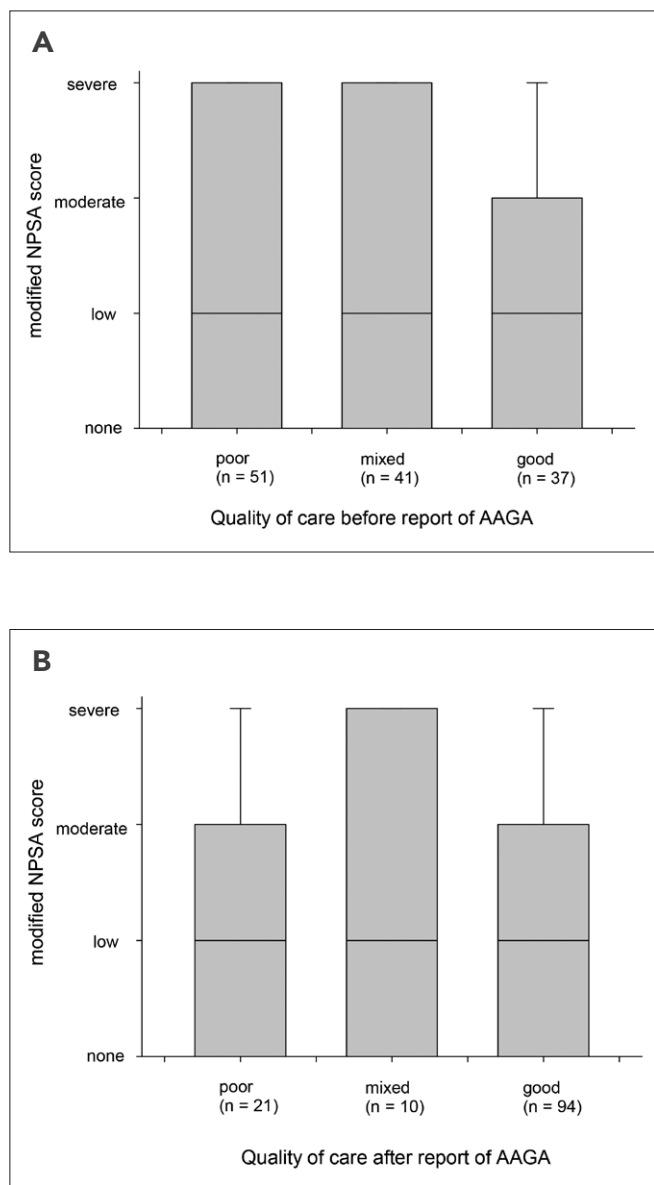 A
severe
moderate
low
none
modified NPSA score
poor
(n = 51)
mixed
(n = 41)
good
(n = 37)
Quality of care before report of AAGA
B
severe
moderate
low
none
modified NPSA score
poor
(n = 21)
mixed
(n = 10)
good
(n = 94)
Quality of care after report of AAGA